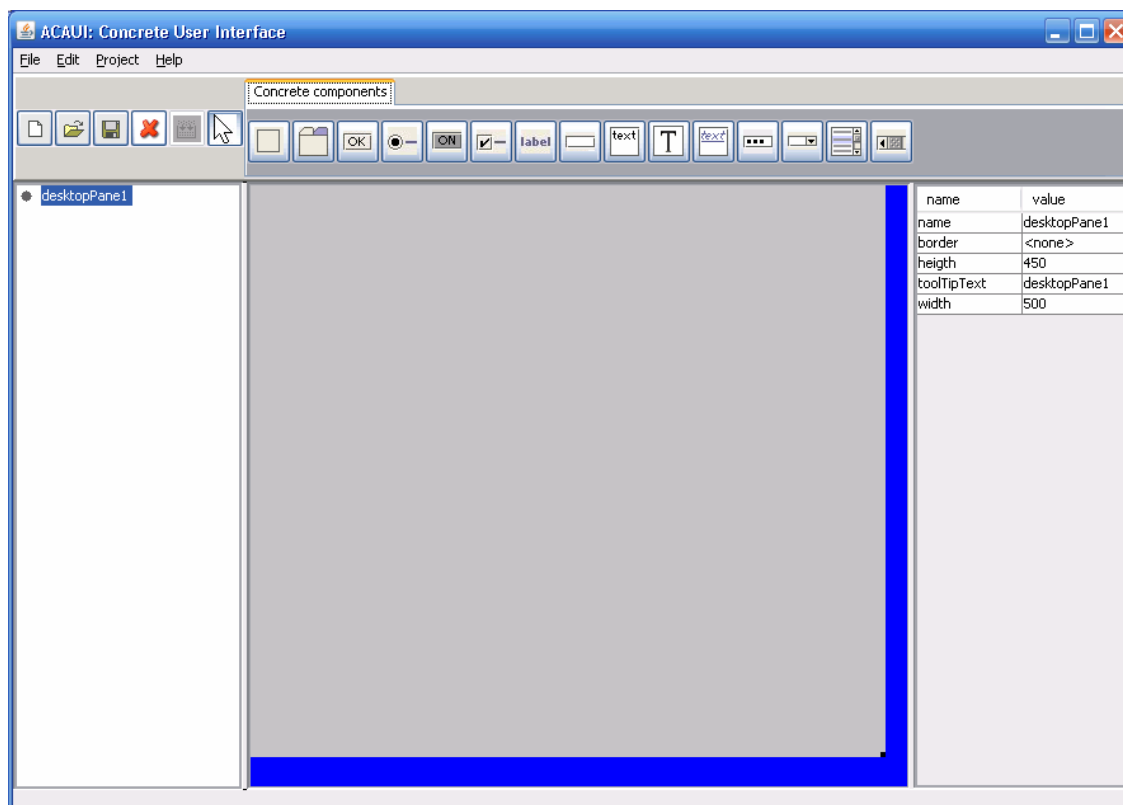 ACAUI: Concrete User Interface
File Edit Project Help
Concrete components
OK ON label text T text
desktopPane1
name value
name desktopPane1
border <none>
heigth 450
toolTipText desktopPane1
width 500